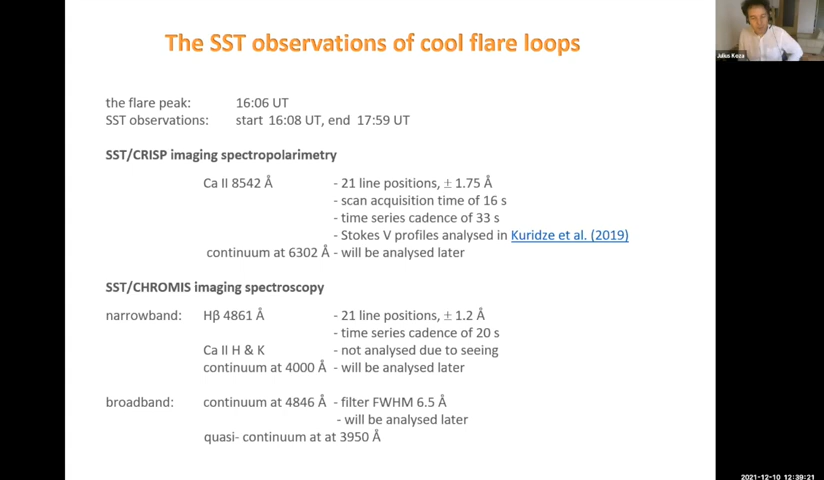 The SST observations of cool flare loops
Julius Koza
the flare peak: 16:06 UT
SST observations: start 16:08 UT, end 17:59 UT
SST/CRISP imaging spectropolarimetry
Ca II 8542 Å - 21 line positions, ± 1.75 Å
- scan acquisition time of 16 s
- time series cadence of 33 s
- Stokes V profiles analysed in Kuridze et al. (2019)
continuum at 6302 Å - will be analysed later
SST/CHROMIS imaging spectroscopy
narrowband: Hβ 4861 Å - 21 line positions, ± 1.2 Å
- time series cadence of 20 s
Ca II H & K - not analysed due to seeing
continuum at 4000 Å - will be analysed later
broadband: continuum at 4846 Å - filter FWHM 6.5 Å
- will be analysed later
quasi- continuum at at 3950 Å
2021-12-10 12:39:21